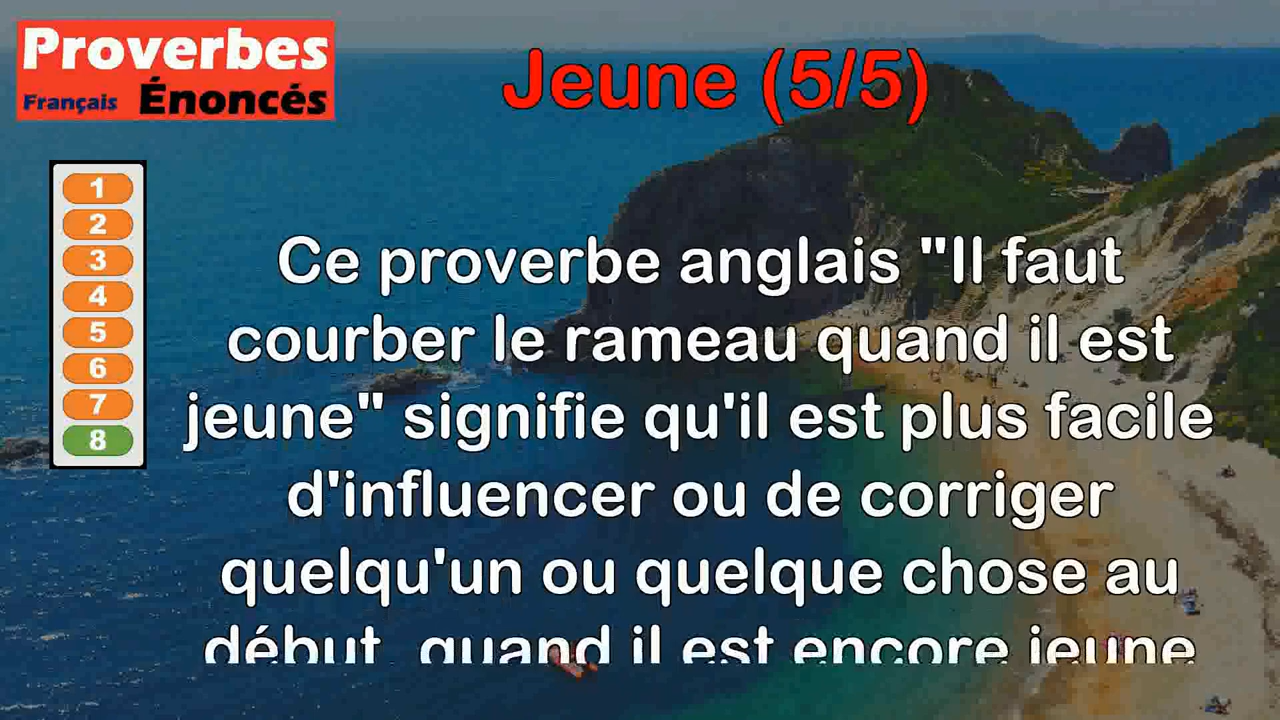 Proverbes
Français Énoncés
Jeune (5/5)
1
2
3
4
5
6
7
8
Ce proverbe anglais "Il faut
courber le rameau quand il est
jeune" signifie qu'il est plus facile
d'influencer ou de corriger
quelqu'un ou quelque chose au
début, quand il est encore jeune